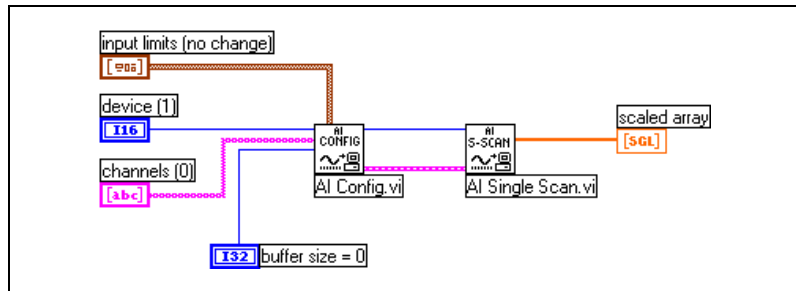 input limits (no change)
device (1)
I16
channels (0)
[abc]
I32 buffer size = 0
AI
CONFIG
AI Config.vi
AI
S-SCAN
AI Single Scan.vi
scaled array
[SGL]